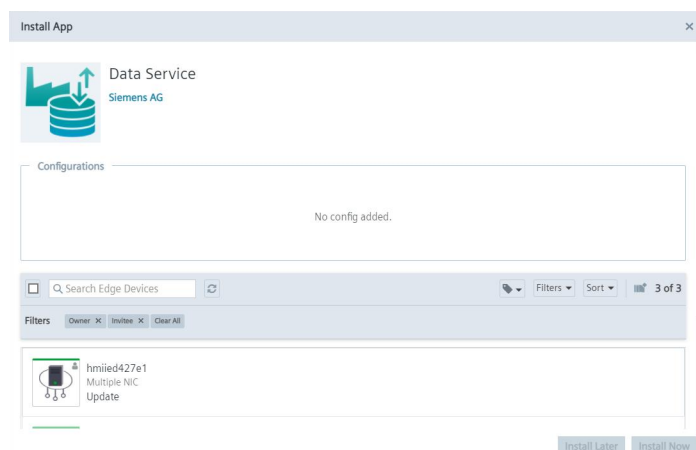 Install App
Data Service
Siemens AG
Configurations
No config added.
Search Edge Devices
Filters
Sort
3 of 3
Filters
Owner
Invitee
Clear All
hmiied427e1
Multiple NIC
Update
Install Later
Install Now